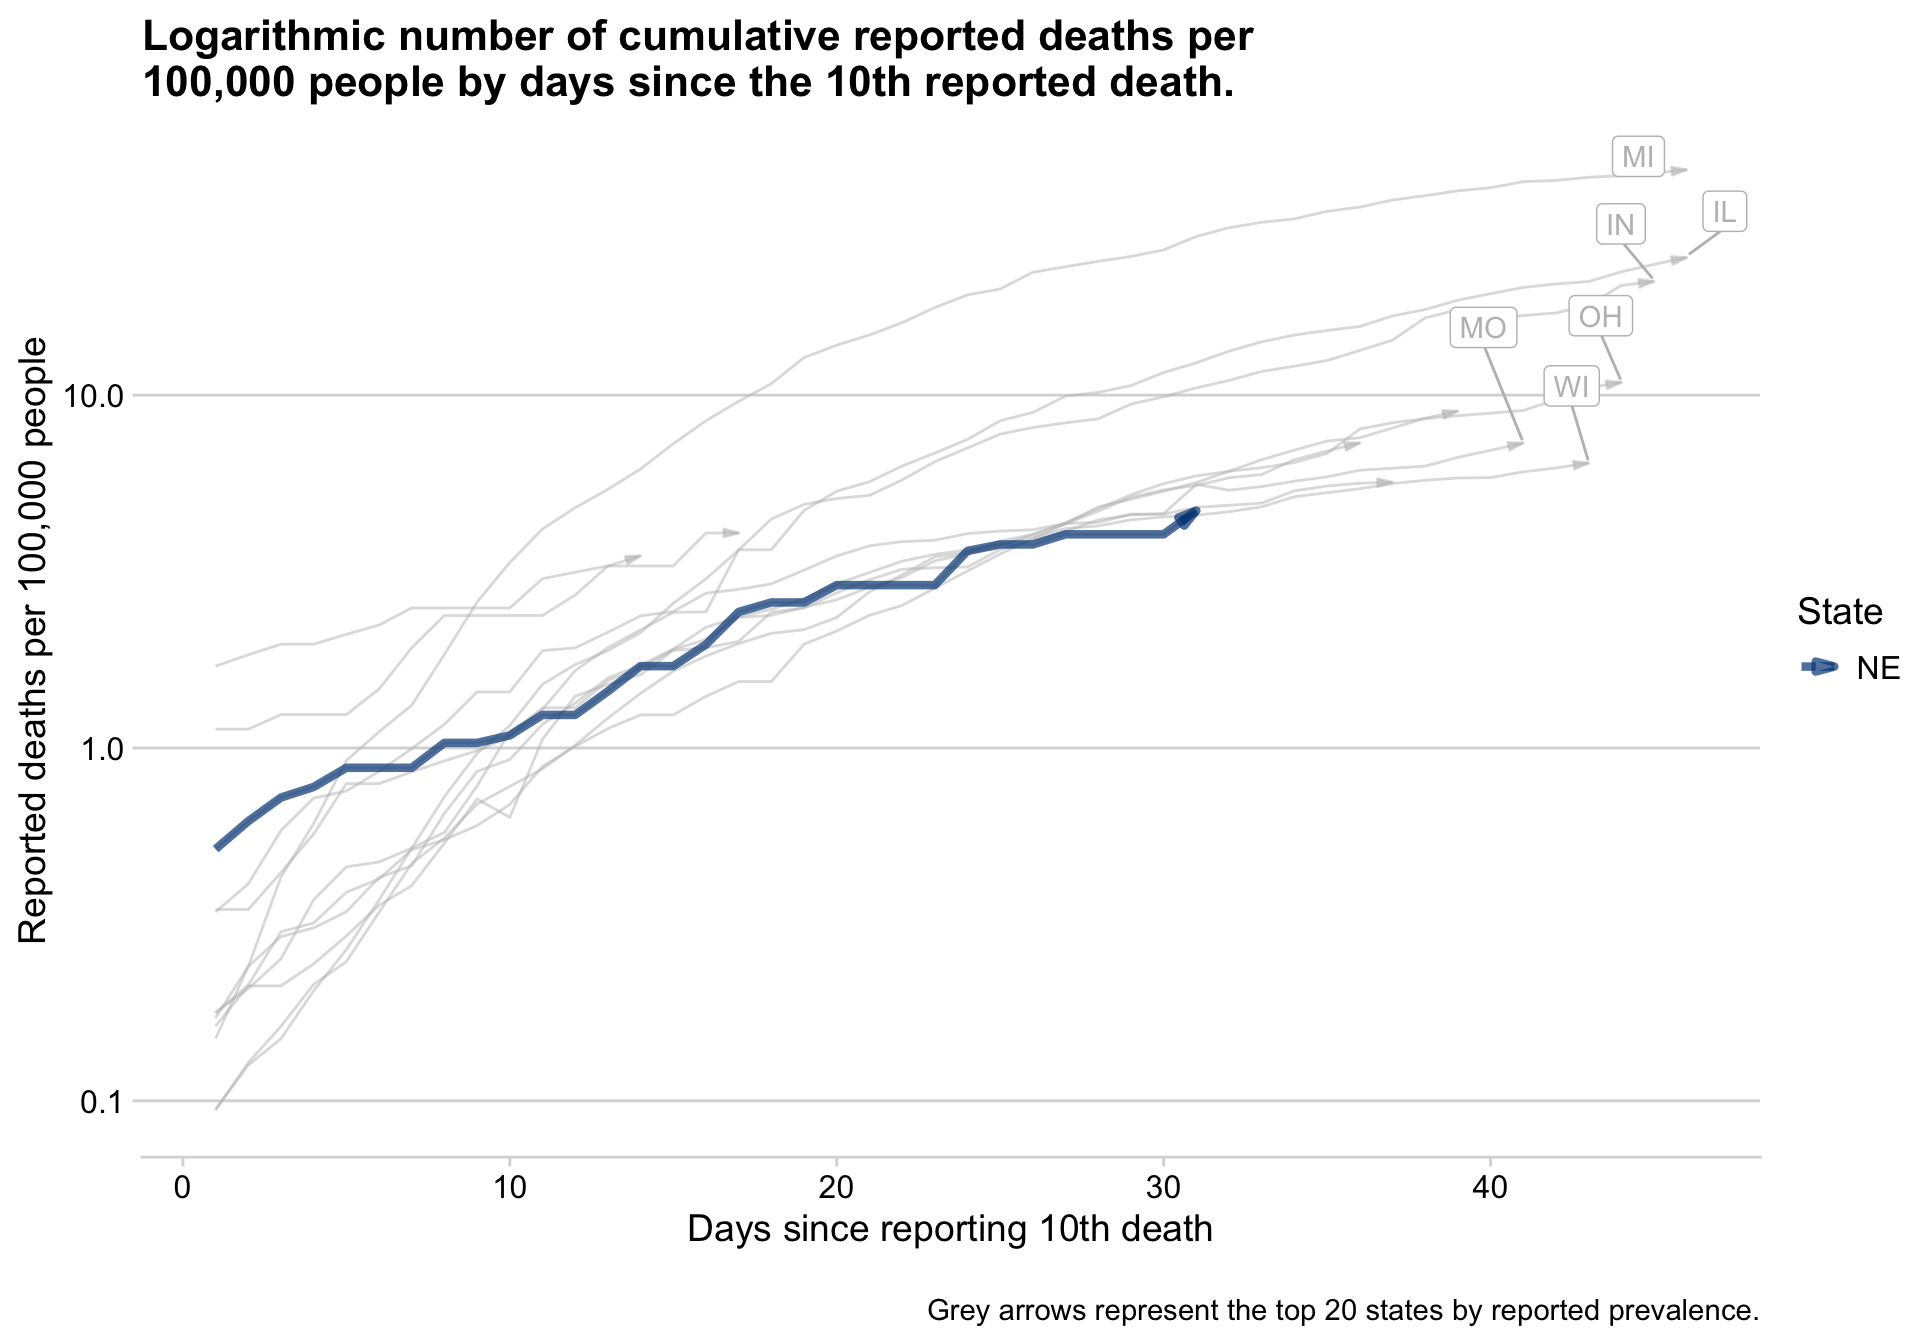 Logarithmic number of cumulative reported deaths per
100,000 people by days since the 10th reported death.
MI
IL
IN
OH
MO
WI
Reported deaths per 100,000 people
10.0
1.0
0.1
State
NE
0 10 20 30 40
Days since reporting 10th death
Grey arrows represent the top 20 states by reported prevalence.